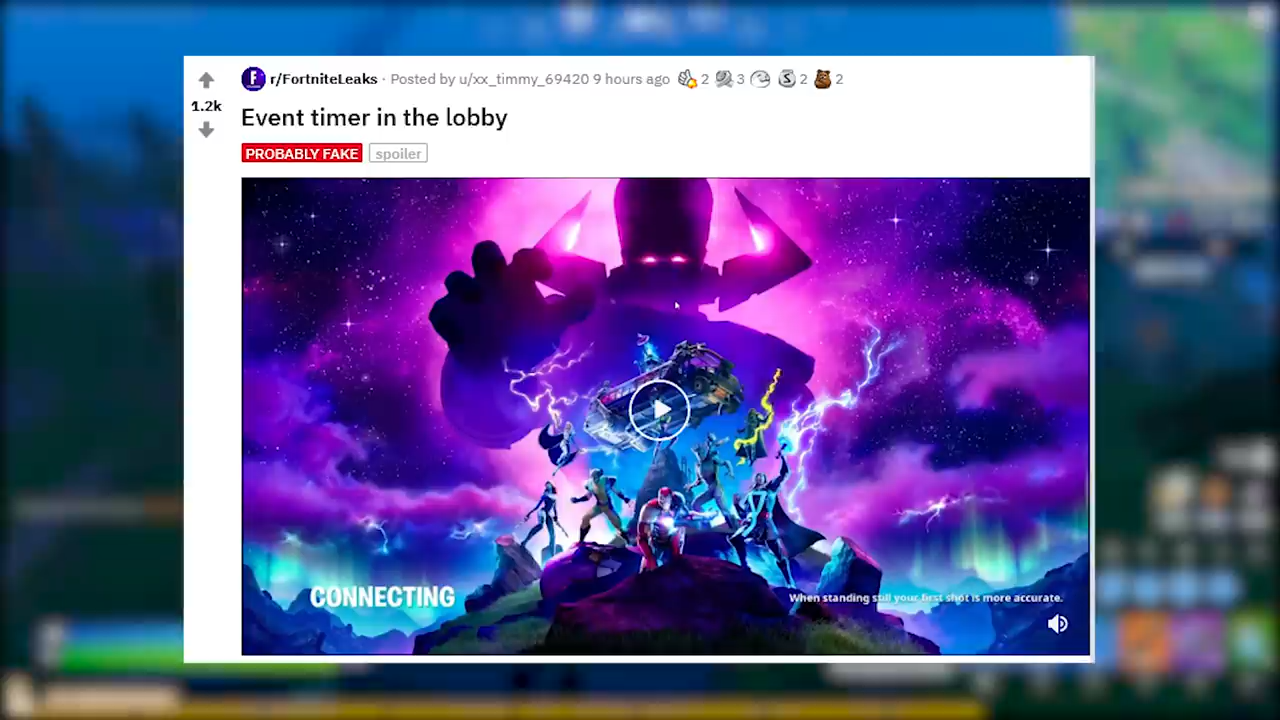 r/FortniteLeaks · Posted by u/xx_timmy_69420 9 hours ago 2 3 2 2
1.2k
Event timer in the lobby
PROBABLY FAKE spoiler
CONNECTING
When standing still your first shot is more accurate.